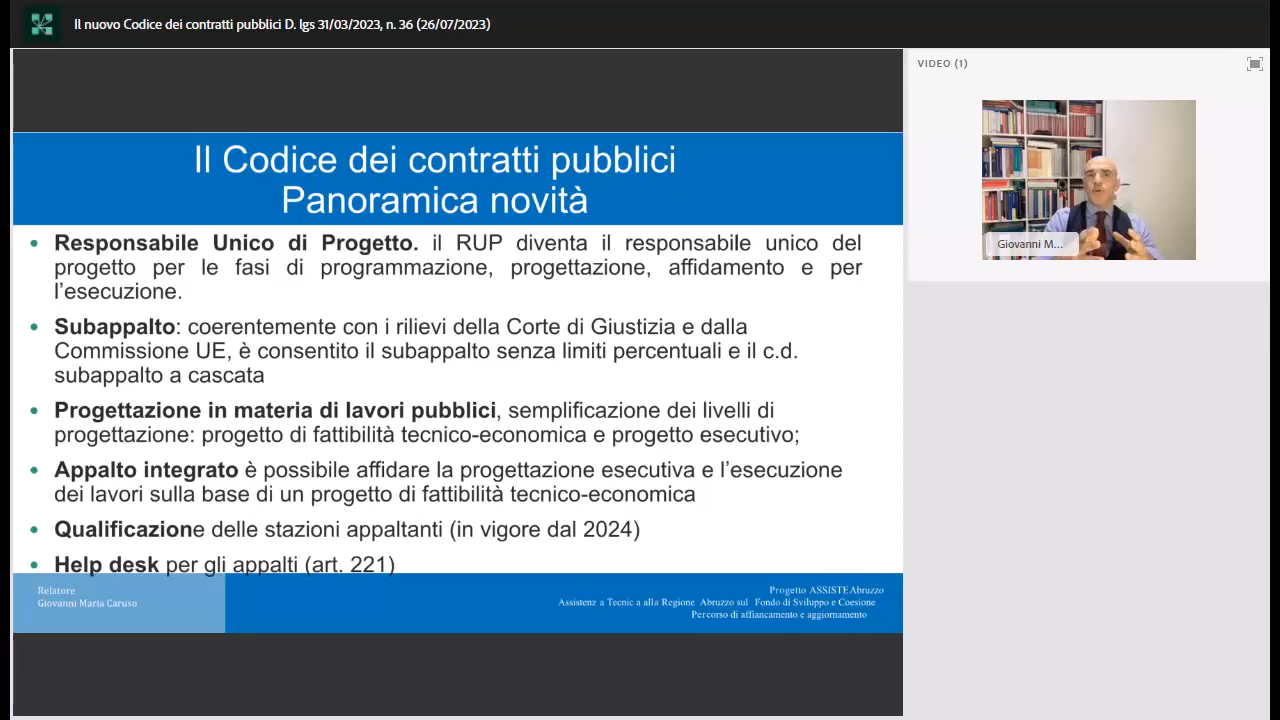 Il nuovo Codice dei contratti pubblici D. lgs 31/03/2023, n. 36 (26/07/2023)
VIDEO (1)
Giovanni M...
Il Codice dei contratti pubblici
Panoramica novità
• Responsabile Unico di Progetto. il RUP diventa il responsabile unico del
progetto per le fasi di programmazione, progettazione, affidamento e per
l’esecuzione.
• Subappalto: coerentemente con i rilievi della Corte di Giustizia e dalla
Commissione UE, è consentito il subappalto senza limiti percentuali e il c.d.
subappalto a cascata
• Progettazione in materia di lavori pubblici, semplificazione dei livelli di
progettazione: progetto di fattibilità tecnico-economica e progetto esecutivo;
• Appalto integrato è possibile affidare la progettazione esecutiva e l’esecuzione
dei lavori sulla base di un progetto di fattibilità tecnico-economica
• Qualificazione delle stazioni appaltanti (in vigore dal 2024)
• Help desk per gli appalti (art. 221)
Relatore
Giovanni Maria Caruso
Progetto ASSISTEAbruzzo
Assistenz a Tecnic a alla Regione Abruzzo sul Fondo di Sviluppo e Coesione
Percorso di affiancamento e aggiornamento